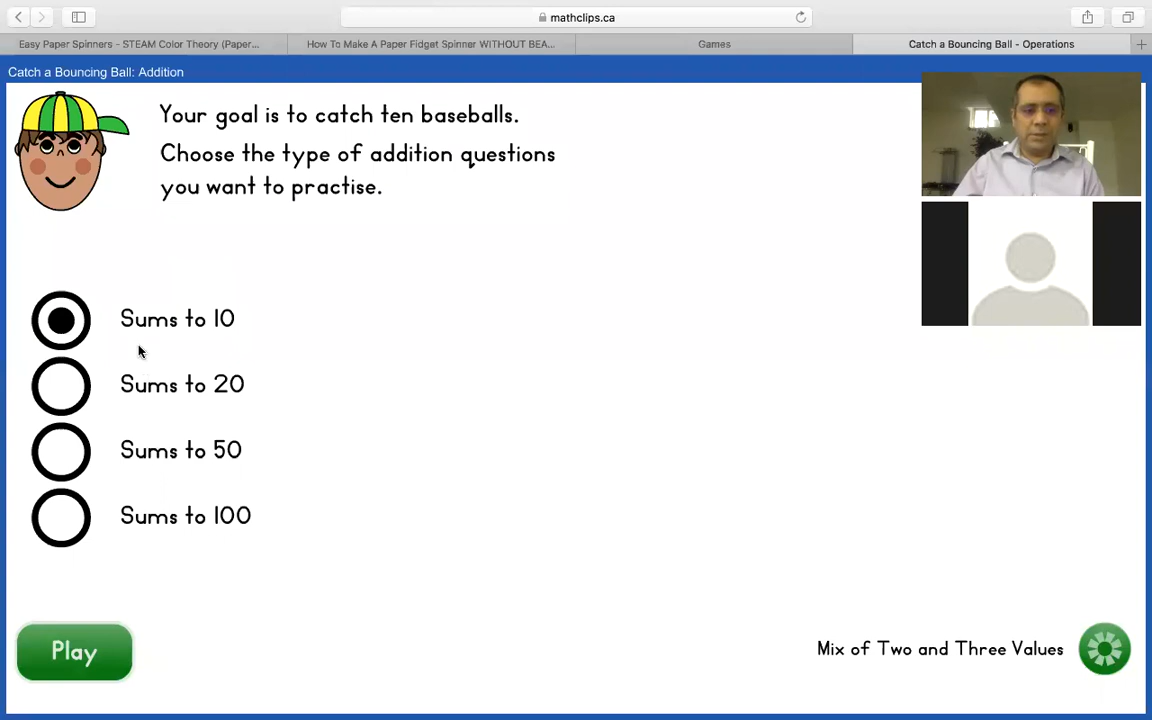 mathclips.ca
Easy Paper Spinners - STEAM Color Theory (Paper...
How To Make A Paper Fidget Spinner WITHOUT BEA...
Games
Catch a Bouncing Ball - Operations
Catch a Bouncing Ball: Addition
Your goal is to catch ten baseballs.
Choose the type of addition questions
you want to practise.
Sums to 10
Sums to 20
Sums to 50
Sums to 100
Play
Mix of Two and Three Values